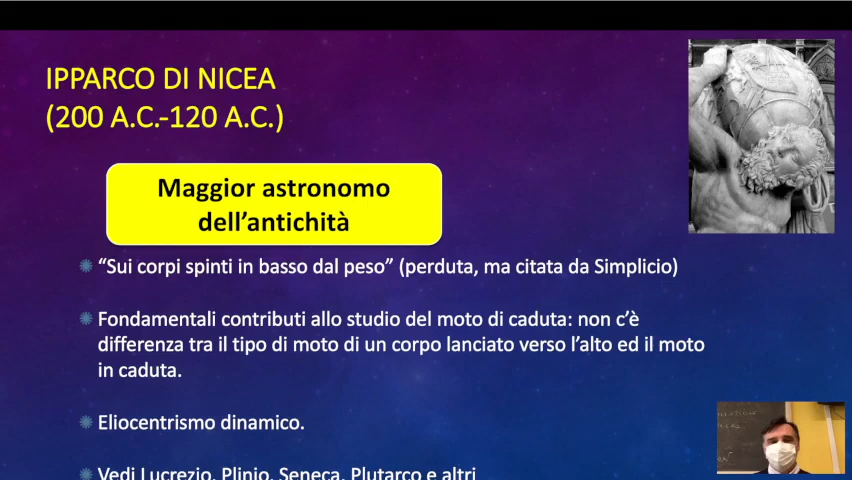 IPPARCO DI NICEA
(200 A.C.-120 A.C.)
Maggior astronomo
dell'antichità
"Sui corpi spinti in basso dal peso" (perduta, ma citata da Simplicio)
Fondamentali contributi allo studio del moto di caduta: non c'è
differenza tra il tipo di moto di un corpo lanciato verso l'alto ed il moto
in caduta.
Eliocentrismo dinamico.
Vedi Lucrezio, Plinio, Seneca, Plutarco e altri